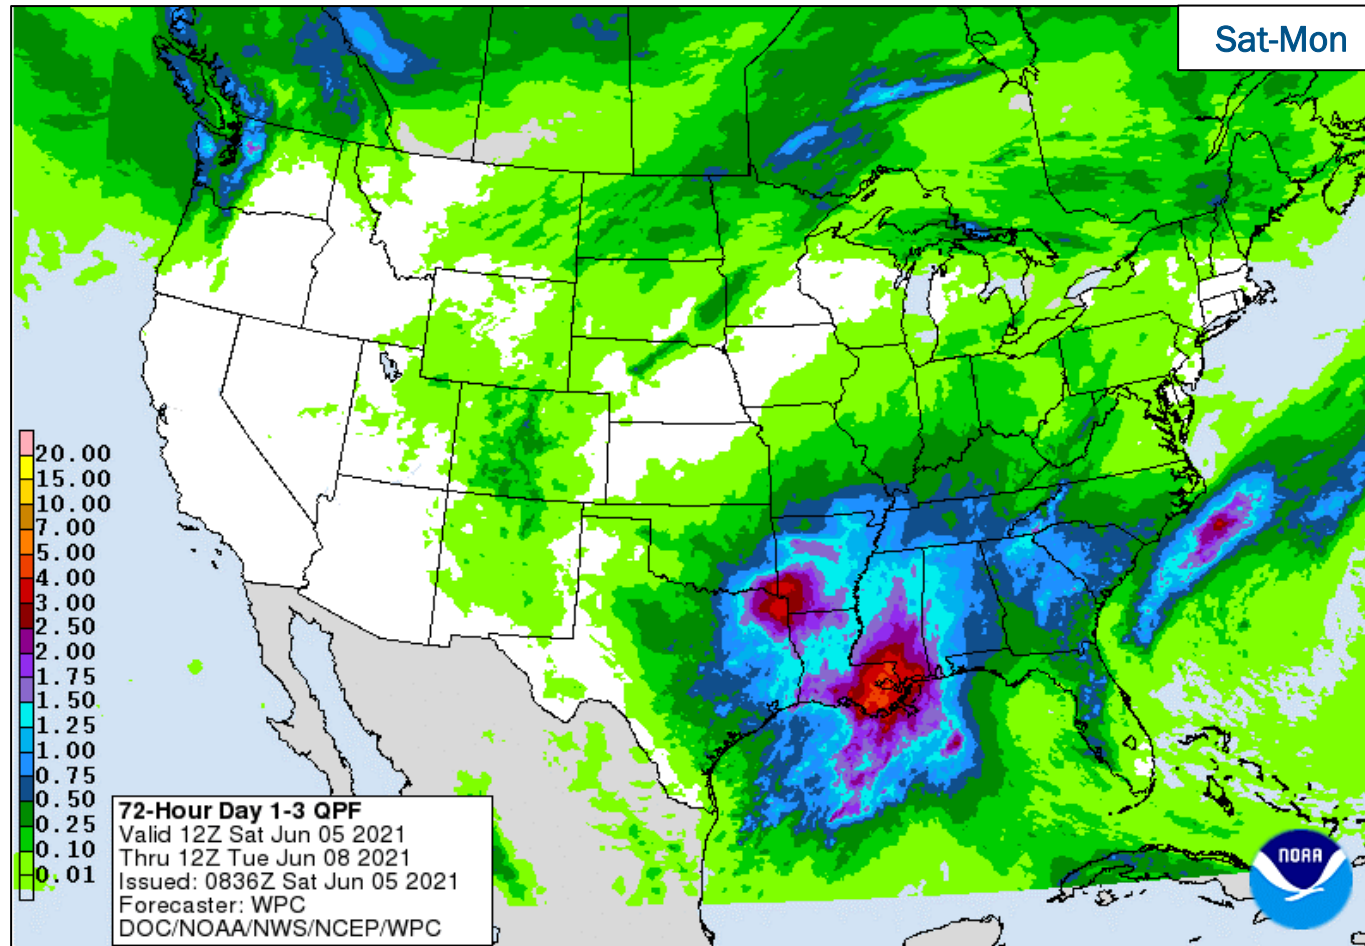 Sat-Mon
20.00
15.00
10.00
7.00
5.00
4.00
3.00
2.50
2.00
1.75
1.50
1.25
1.00
0.75
0.50
0.25
0.10
0.01
72-Hour Day 1-3 QPF
Valid 12Z Sat Jun 05 2021
Thru 12Z Tue Jun 08 2021
Issued: 0836Z Sat Jun 05 2021
Forecaster: WPC
DOC/NOAA/NWS/NCEP/WPC
NOAA